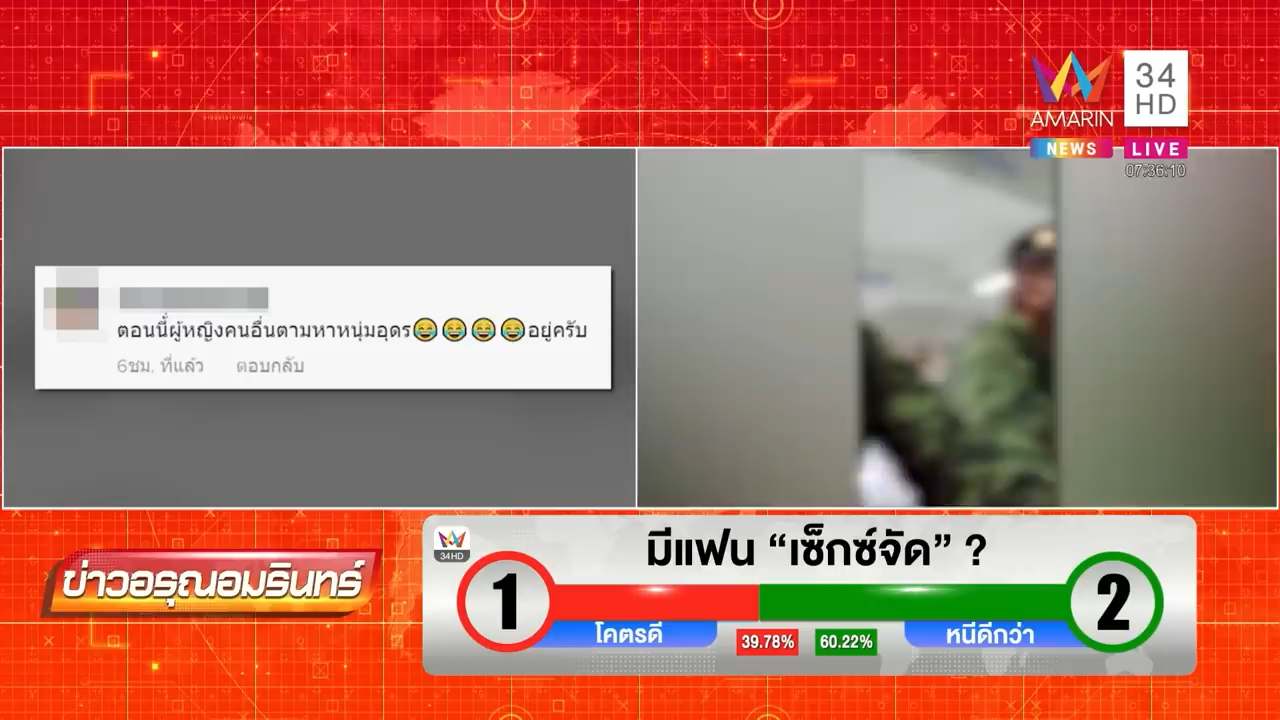 AMARIN
34
HD
NEWS
LIVE
07:36:10
ตอนนี้ผู้หญิงคนอื่นตามหาหนุ่มอุดร😂😂😂😂อยู่ครับ
6ชม. ที่แล้ว ตอบกลับ
ข่าวอรุณอมรินทร์
34HD
มีแฟน “เซ็กซ์จัด” ?
1
2
โคตรดี
39.78%
60.22%
หนีดีกว่า